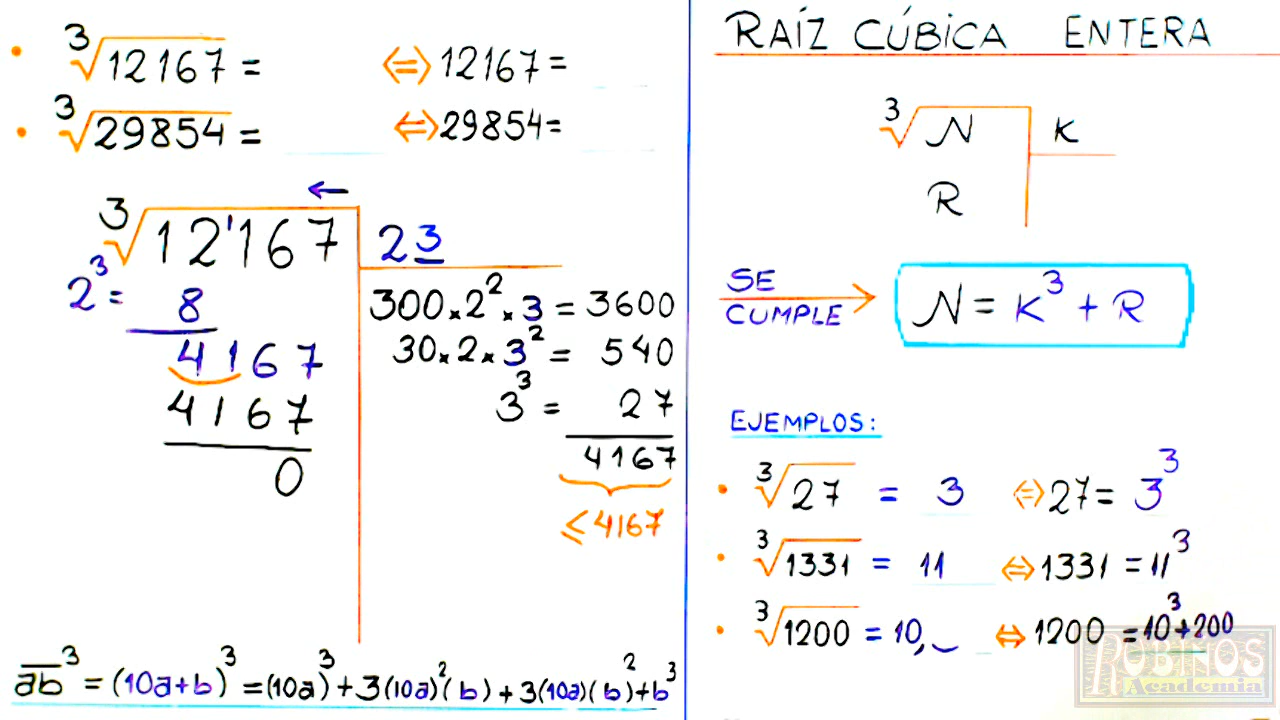 ∛12167 = ⇔ 12167 =
∛29854 = ⇔ 29854 =
←
∛12'167 23
2³ = 8
4167
4167
0
300 × 2² × 3 = 3600
30 × 2 × 3² = 540
3³ = 27
4167
≤ 4167
ab³ = (10a+b)³ = (10a)³ + 3(10a)²(b) + 3(10a)(b)² + b³
RAÍZ CÚBICA ENTERA
∛N K
R
SE CUMPLE → N = K³ + R
EJEMPLOS:
∛27 = 3 ⇔ 27 = 3³
∛1331 = 11 ⇔ 1331 = 11³
∛1200 = 10, ⇔ 1200 = 10³ + 200
ROBINOS
Academia